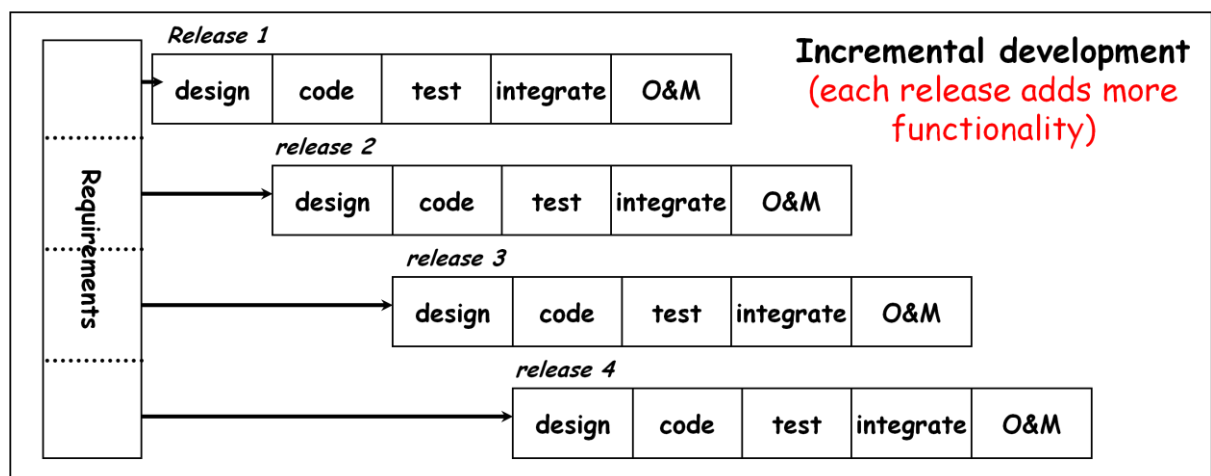 Release 1
Incremental development
(each release adds more
functionality)
design code test integrate O&M
release 2
design code test integrate O&M
Requirements
release 3
design code test integrate O&M
release 4
design code test integrate O&M